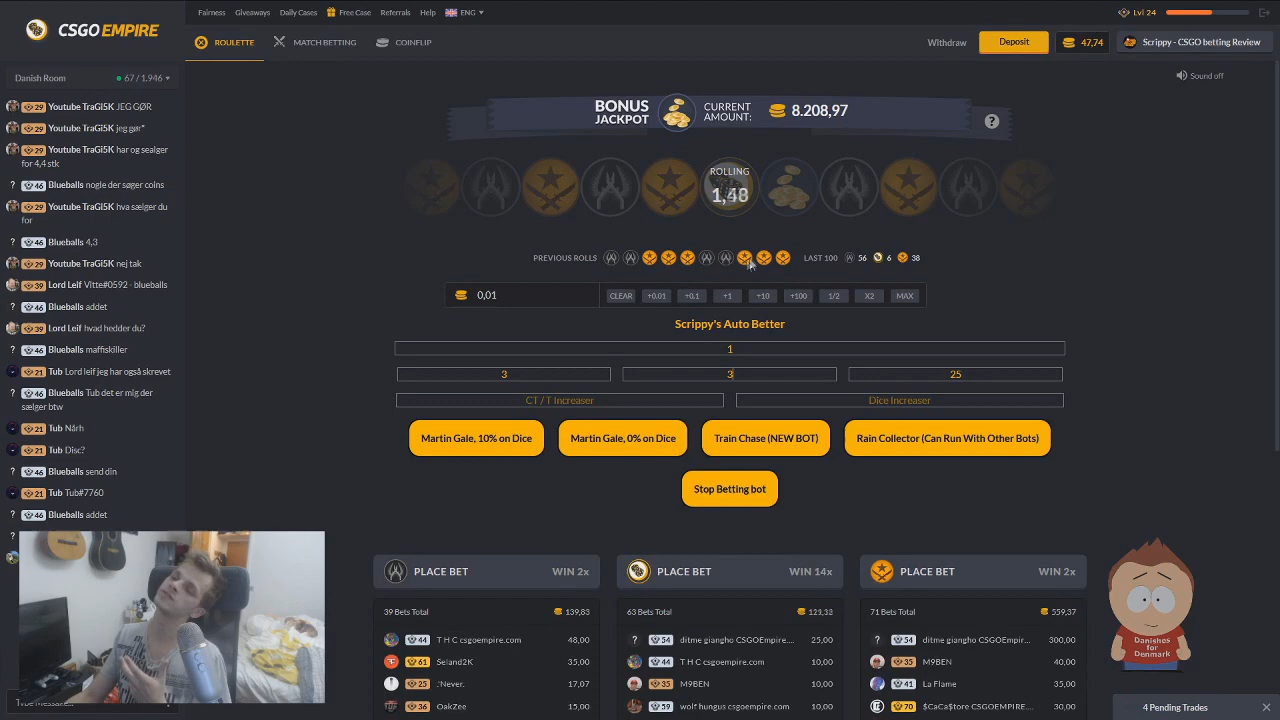 CSGOEMPIRE
Fairness Giveaways Daily Cases Free Case Referrals Help ENG
Lvl 24
ROULETTE MATCH BETTING COINFLIP
Withdraw Deposit 47,74 Scrippy - CSGO betting Review
Sound off
Danish Room 67 / 1,946
29 Youtube TraGi5K JEG GØR
29 Youtube TraGi5K jeg gør*
29 Youtube TraGi5K har og sealger
for 4,4 stk
? 46 Blueballs nogle der søger coins
29 Youtube TraGi5K hva sælger du
for
? 46 Blueballs 4,3
29 Youtube TraGi5K nej tak
39 Lord Leif Vitte#0592 - blueballs
? 46 Blueballs addet
39 Lord Leif hvad hedder du?
? 46 Blueballs maffiskiller
21 Tub Lord leif jeg har også skrevet
? 46 Blueballs Tub det er mig der
sælger btw
21 Tub Nårh
21 Tub Disc?
? 46 Blueballs send din
21 Tub Tub#7760
? 46 Blueballs addet
?
Type Message...
BONUS
JACKPOT
CURRENT
AMOUNT:
8.208,97
?
ROLLING
1,48
PREVIOUS ROLLS LAST 100 56 6 38
0,01 CLEAR +0.01 +0.1 +1 +10 +100 1/2 X2 MAX
Scrippy's Auto Better
1
3 3 25
CT / T Increaser Dice Increaser
Martin Gale, 10% on Dice Martin Gale, 0% on Dice Train Chase (NEW BOT) Rain Collector (Can Run With Other Bots)
Stop Betting bot
PLACE BET WIN 2x
39 Bets Total 139,83
44 T H C csgoempire.com 48,00
61 Seland2K 35,00
25 .'Never. 17,07
36 OakZee 15,00
PLACE BET WIN 14x
63 Bets Total 129,32
? 54 ditme giangho CSGOEmpire.... 25,00
44 T H C csgoempire.com 10,00
35 M9BEN 10,00
59 wolf hungus csgoempire.com 10,00
PLACE BET WIN 2x
71 Bets Total 559,37
? 54 ditme giangho CSGOEmpir... 300,00
35 M9BEN 40,00
41 La Flame 37,00
70 $CaCa$tore CSGOEMPIRE.... 35,00
Danishes
for
Denmark
4 Pending Trades